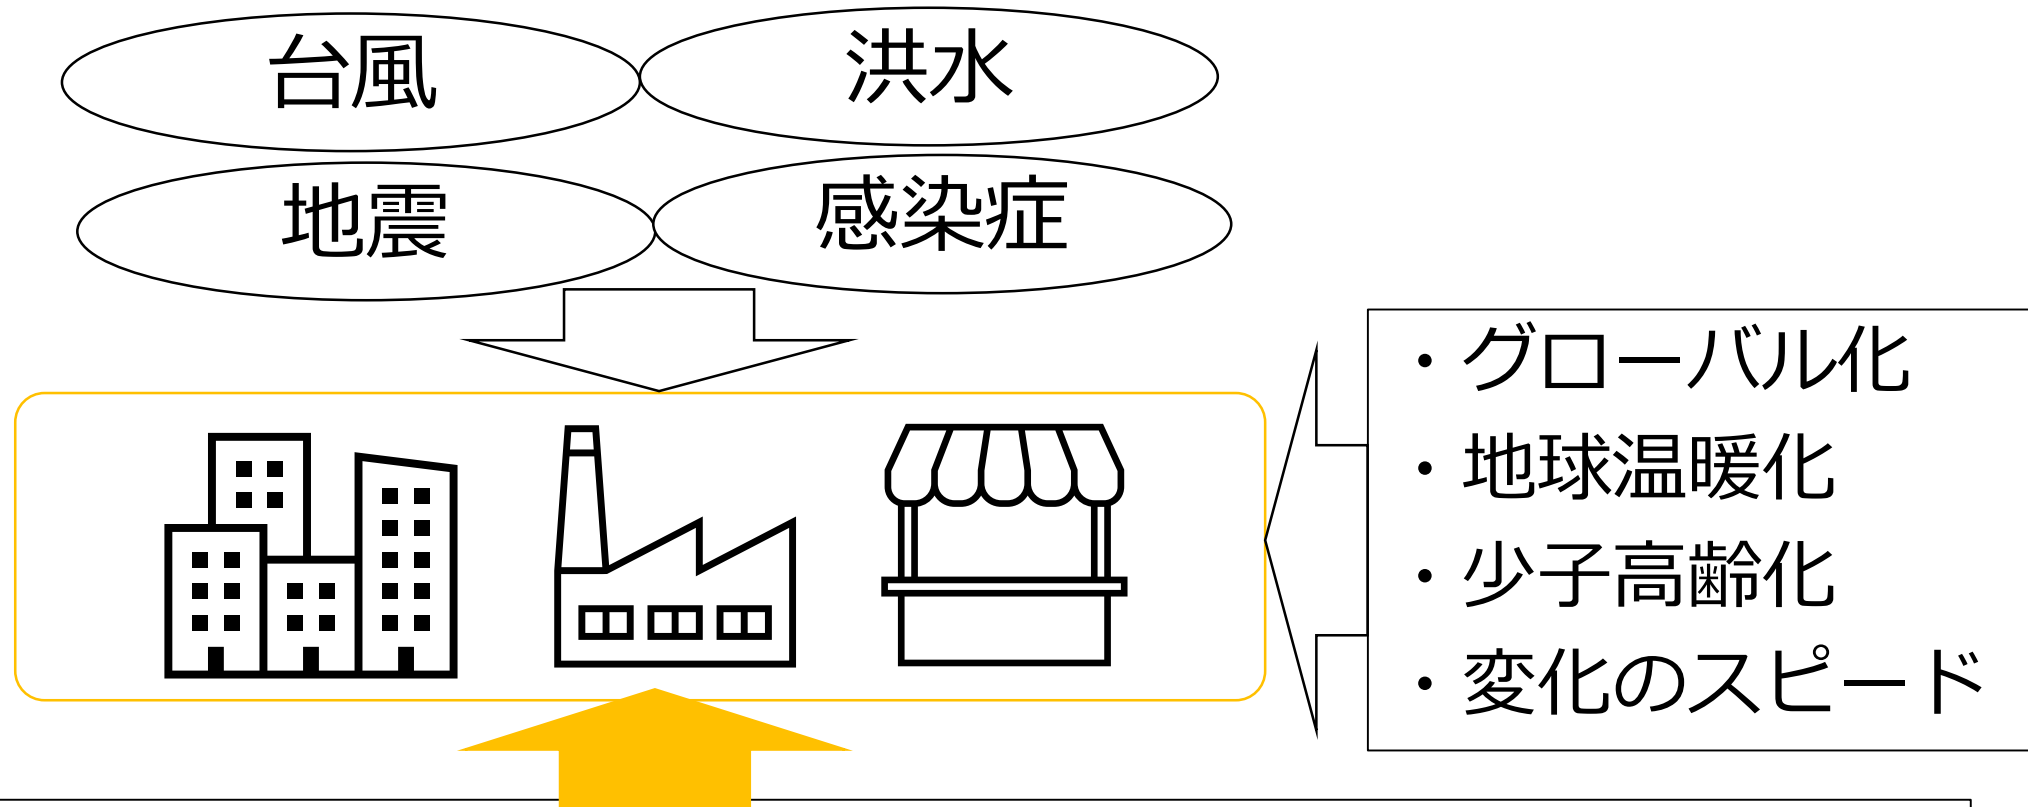 台風
洪水
地震
感染症
・グローバル化
・地球温暖化
・少子高齢化
・変化のスピード